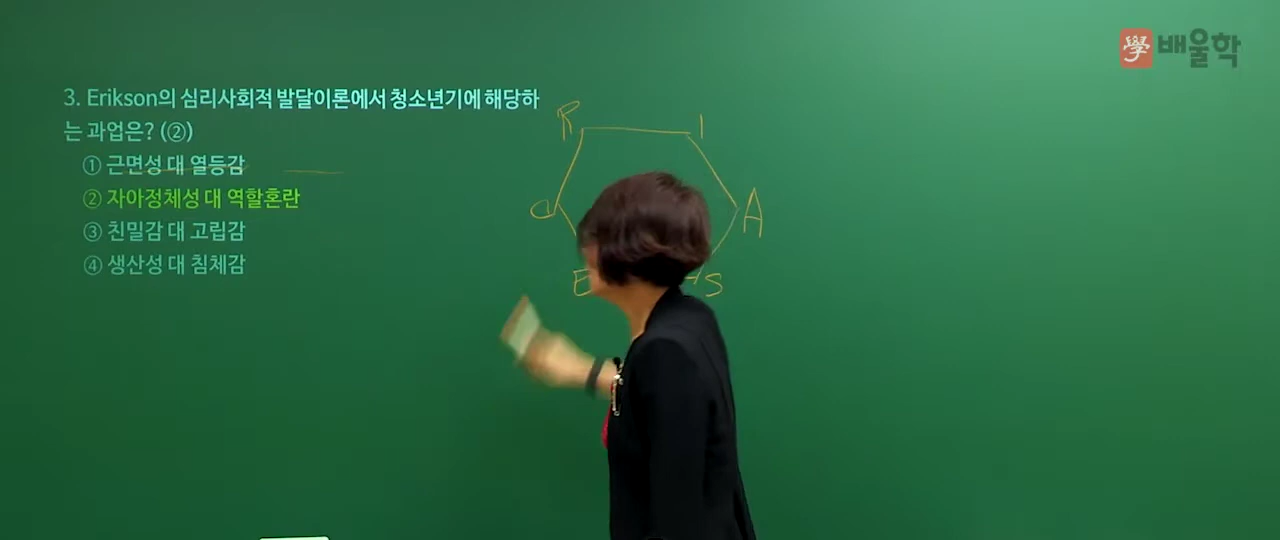 學 배울학
3. Erikson의 심리사회적 발달이론에서 청소년기에 해당하
는 과업은? (②)
① 근면성 대 열등감
② 자아정체성 대 역할혼란
③ 친밀감 대 고립감
④ 생산성 대 침체감
R I
C A
E S